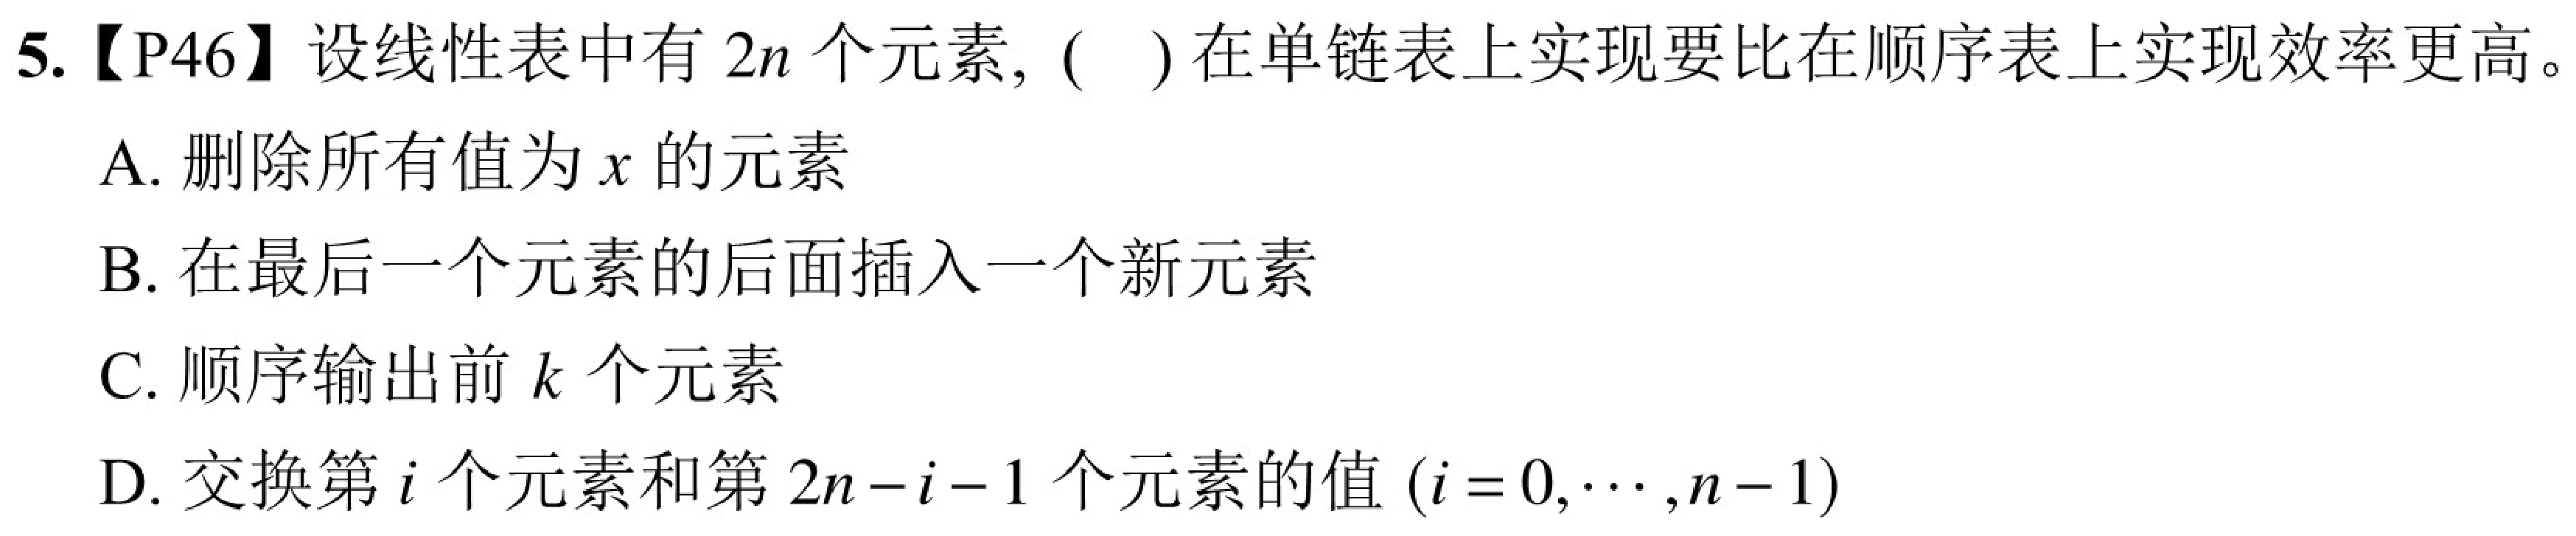 5.【P46】设线性表中有 2n 个元素, (  ) 在单链表上实现要比在顺序表上实现效率更高。
A. 删除所有值为 x 的元素
B. 在最后一个元素的后面插入一个新元素
C. 顺序输出前 k 个元素
D. 交换第 i 个元素和第 2n − i − 1 个元素的值 (i = 0,⋯,n − 1)